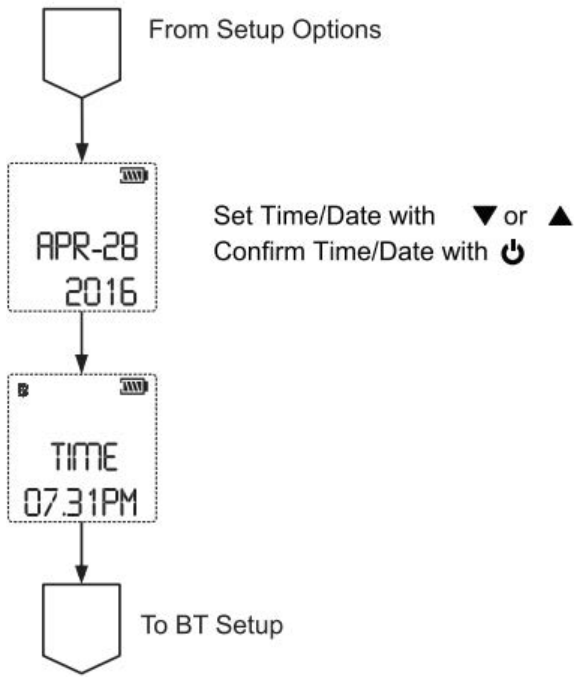 From Setup Options
APR-28
2016
Set Time/Date with ▼ or ▲
Confirm Time/Date with ⏻
TIME
07.31PM
To BT Setup